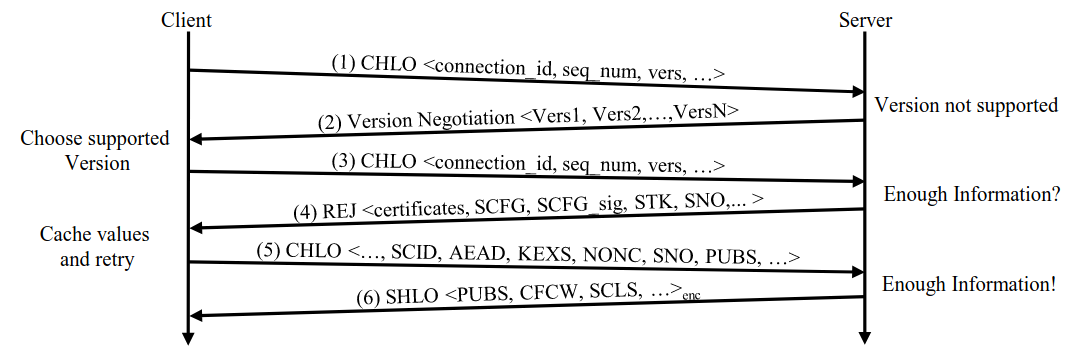 Client
Server
(1) CHLO <connection_id, seq_num, vers, …>
Version not supported
(2) Version Negotiation <Vers1, Vers2,…,VersN>
Choose supported
Version
(3) CHLO <connection_id, seq_num, vers, …>
Enough Information?
(4) REJ <certificates, SCFG, SCFG_sig, STK, SNO,... >
Cache values
and retry
(5) CHLO <…, SCID, AEAD, KEXS, NONC, SNO, PUBS, …>
Enough Information!
(6) SHLO <PUBS, CFCW, SCLS, …>enc